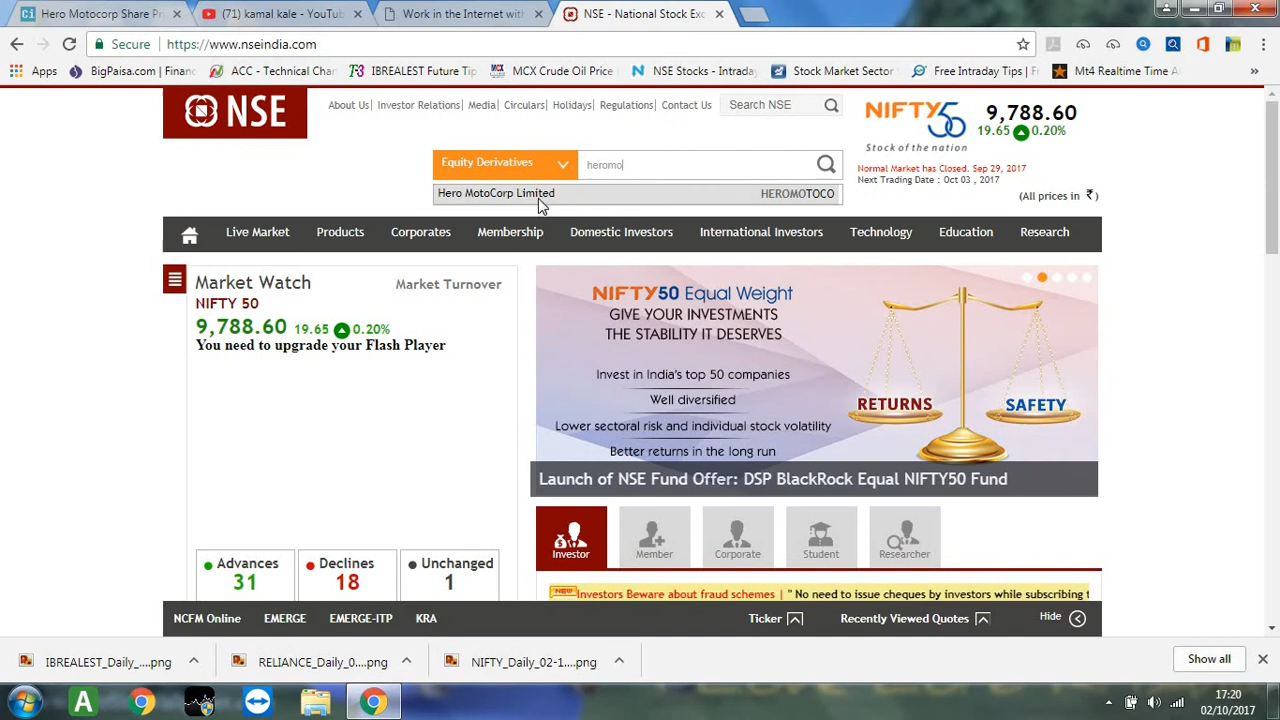 Hero Motocorp Share Pri
(71) kamal kale - YouTub
Work in the Internet with
NSE - National Stock Exc
Secure | https://www.nseindia.com
Apps
BigPaisa.com | Financ
ACC - Technical Char
IBREALEST Future Tip
MCX Crude Oil Price
NSE Stocks - Intraday
Stock Market Sector
Free Intraday Tips | F
Mt4 Realtime Ae
NSE
About Us | Investor Relations | Media | Circulars | Holidays | Regulations | Contact Us
Search NSE
NIFTY50
Stock of the nation
9,788.60
19.65 0.20%
Equity Derivatives
heromo
Normal Market has Closed. Sep 29, 2017
Next Trading Date : Oct 03 , 2017
Hero MotoCorp Limited HEROMOTOCO
(All prices in ₹)
Live Market Products Corporates Membership Domestic Investors International Investors Technology Education Research
Market Watch
Market Turnover
NIFTY 50
9,788.60 19.65 0.20%
You need to upgrade your Flash Player
NIFTY50 Equal Weight
GIVE YOUR INVESTMENTS
THE STABILITY IT DESERVES
Invest in India's top 50 companies
Well diversified
Lower sectoral risk and individual stock volatility
Better returns in the long run
RETURNS
SAFETY
Launch of NSE Fund Offer: DSP BlackRock Equal NIFTY50 Fund
Investor
Member
Corporate
Student
Researcher
Advances
31
Declines
18
Unchanged
1
NEW Investors Beware about fraud schemes | " No need to issue cheques by investors while subscribing t
NCFM Online EMERGE EMERGE-ITP KRA
Ticker
Recently Viewed Quotes
Hide
IBREALEST_Daily_....png
RELIANCE_Daily_0....png
NIFTY_Daily_02-1....png
Show all
17:20
02/10/2017